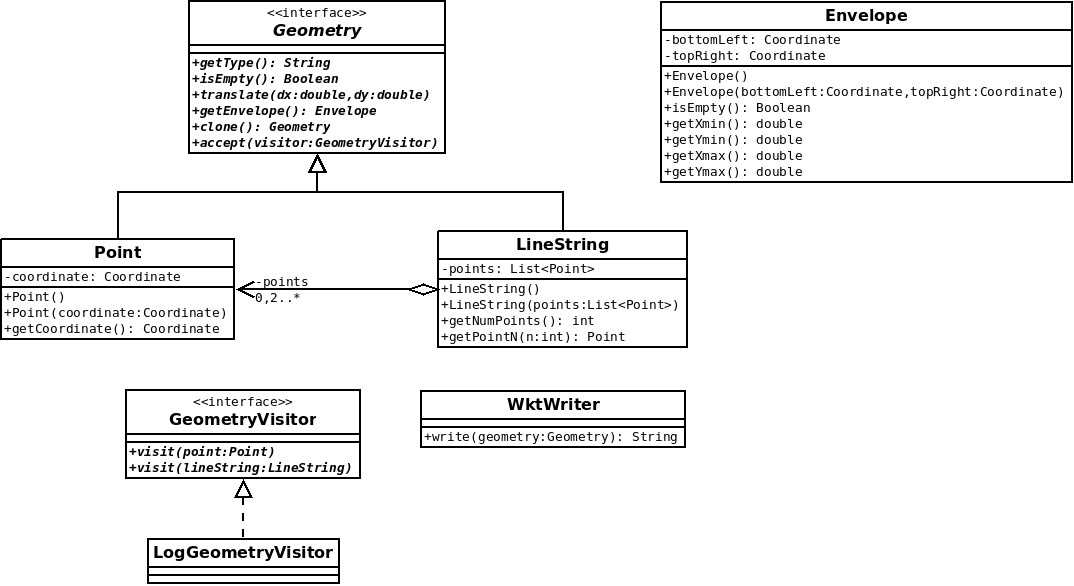 <<interface>>
Geometry
+getType(): String
+isEmpty(): Boolean
+translate(dx:double,dy:double)
+getEnvelope(): Envelope
+clone(): Geometry
+accept(visitor:GeometryVisitor)
Envelope
-bottomLeft: Coordinate
-topRight: Coordinate
+Envelope()
+Envelope(bottomLeft:Coordinate,topRight:Coordinate)
+isEmpty(): Boolean
+getXmin(): double
+getYmin(): double
+getXmax(): double
+getYmax(): double
Point
-coordinate: Coordinate
+Point()
+Point(coordinate:Coordinate)
+getCoordinate(): Coordinate
-points
0,2..*
LineString
-points: List<Point>
+LineString()
+LineString(points:List<Point>)
+getNumPoints(): int
+getPointN(n:int): Point
<<interface>>
GeometryVisitor
+visit(point:Point)
+visit(lineString:LineString)
WktWriter
+write(geometry:Geometry): String
LogGeometryVisitor